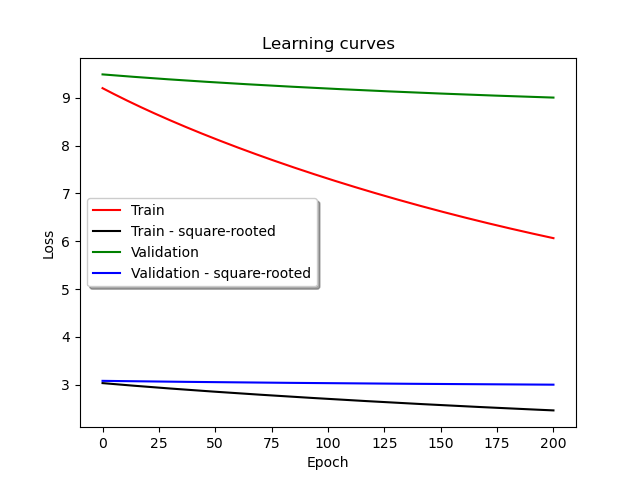 Learning curves
9
8
7
6
5
4
3
Loss
Train
Train - square-rooted
Validation
Validation - square-rooted
0 25 50 75 100 125 150 175 200
Epoch